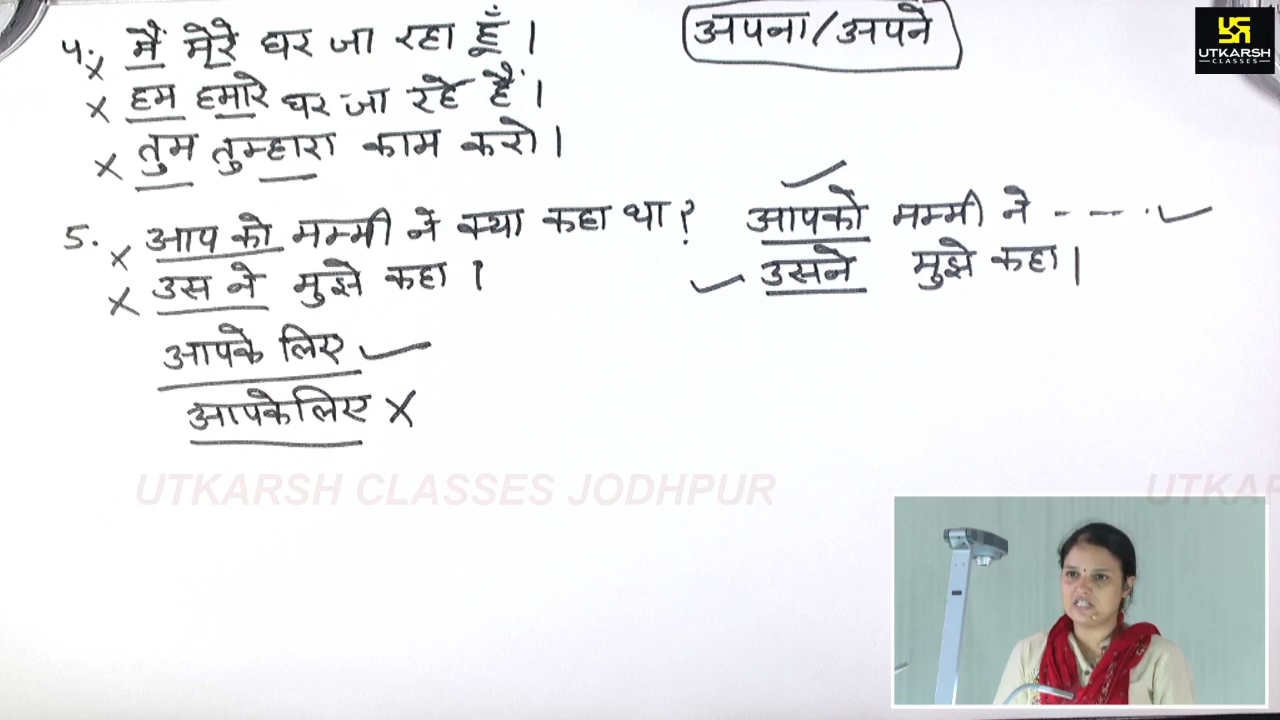 4. × मैं मेरे घर जा रहा हूँ।
अपना/अपने
× हम हमारे घर जा रहे हैं।
× तुम तुम्हारा काम करो।
5. × आप को मम्मी ने क्या कहा था?
आपको मम्मी ने - - - . ✓
× उस ने मुझे कहा।
✓ उसने मुझे कहा।
आपके लिए ✓
आपकेलिए ×
UTKARSH
CLASSES
UTKARSH CLASSES JODHPUR
UTKA